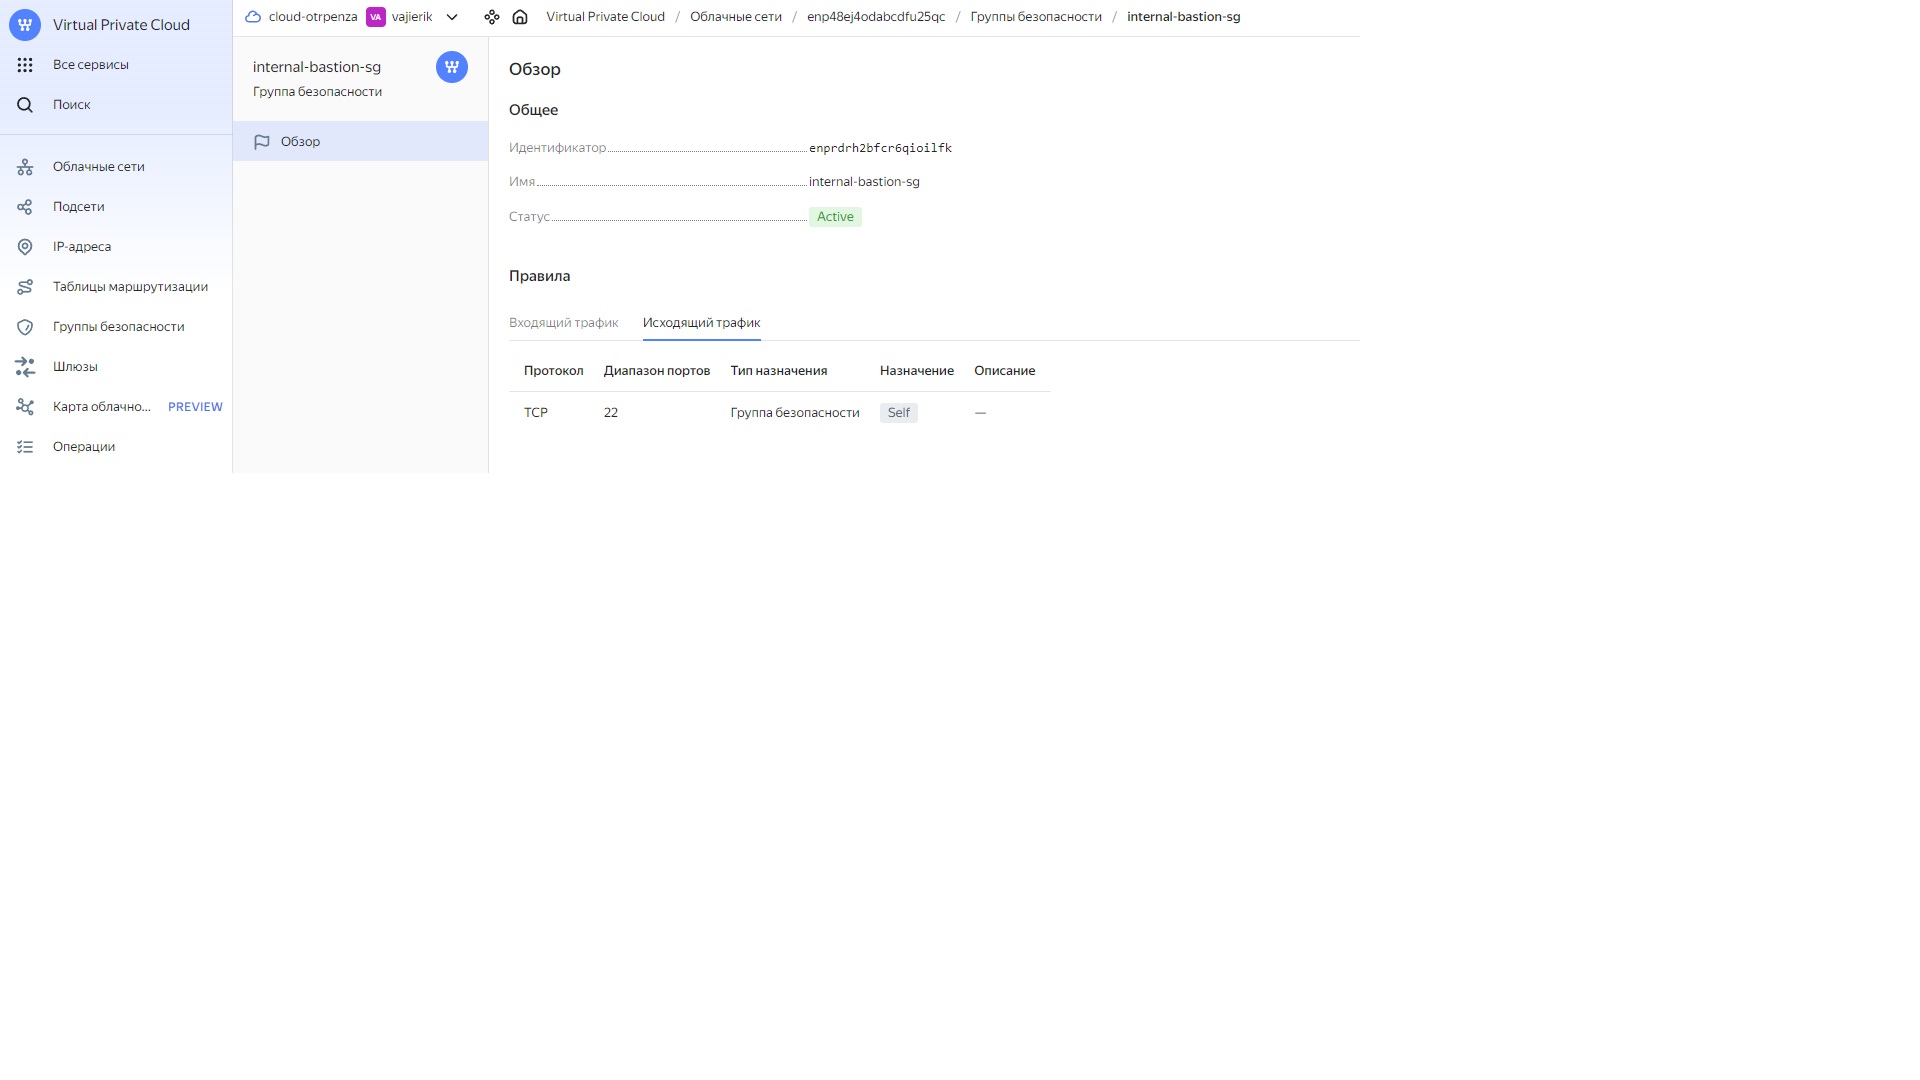 Virtual Private Cloud
Все сервисы
Поиск
Облачные сети
Подсети
IP-адреса
Таблицы маршрутизации
Группы безопасности
Шлюзы
Карта облачно... PREVIEW
Операции
cloud-otrpenza VA vajierik Virtual Private Cloud / Облачные сети / enp48ej4odabcdfu25qc / Группы безопасности / internal-bastion-sg
internal-bastion-sg
Группа безопасности
Обзор
Обзор
Общее
Идентификатор enprdrh2bfcr6qioilfk
Имя internal-bastion-sg
Статус Active
Правила
Входящий трафик Исходящий трафик
Протокол Диапазон портов Тип назначения Назначение Описание
TCP 22 Группа безопасности Self —